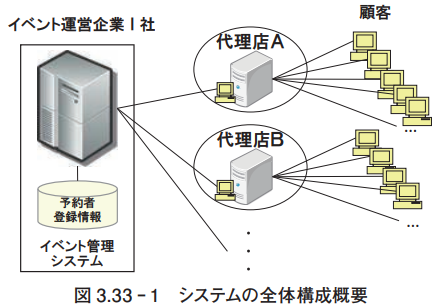 イベント運営企業Ⅰ社
顧客
代理店A
…
代理店B
…
予約者
登録情報
イベント管理
システム
図 3.33-1 システムの全体構成概要